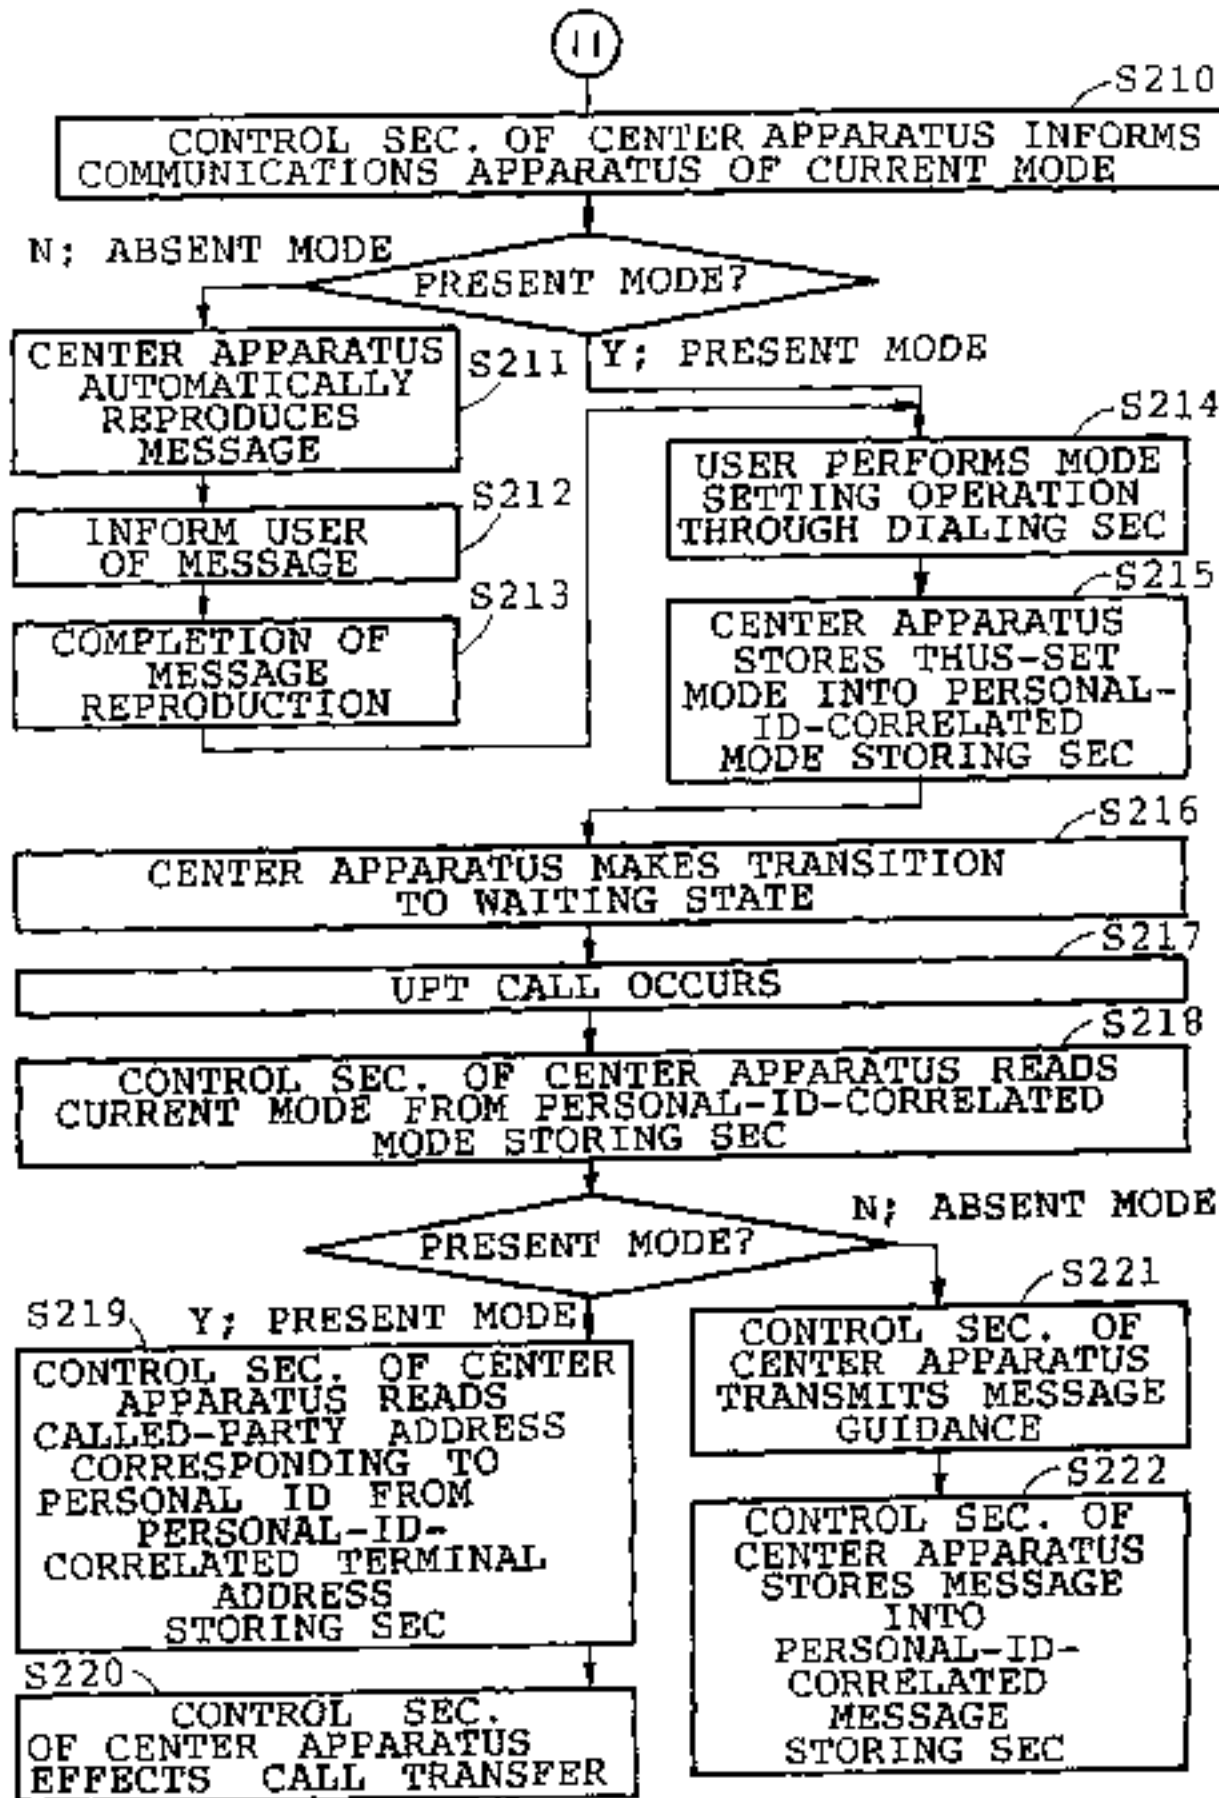 11
S210
CONTROL SEC. OF CENTER APPARATUS INFORMS
COMMUNICATIONS APPARATUS OF CURRENT MODE
N; ABSENT MODE
PRESENT MODE?
Y; PRESENT MODE
CENTER APPARATUS
AUTOMATICALLY
REPRODUCES
MESSAGE
S211
S212
INFORM USER
OF MESSAGE
S213
COMPLETION OF
MESSAGE
REPRODUCTION
S214
USER PERFORMS MODE
SETTING OPERATION
THROUGH DIALING SEC
S215
CENTER APPARATUS
STORES THUS-SET
MODE INTO PERSONAL-
ID-CORRELATED
MODE STORING SEC
S216
CENTER APPARATUS MAKES TRANSITION
TO WAITING STATE
S217
UPT CALL OCCURS
S218
CONTROL SEC. OF CENTER APPARATUS READS
CURRENT MODE FROM PERSONAL-ID-CORRELATED
MODE STORING SEC
PRESENT MODE?
N; ABSENT MODE
Y; PRESENT MODE
S219
CONTROL SEC. OF CENTER
APPARATUS READS
CALLED-PARTY ADDRESS
CORRESPONDING TO
PERSONAL ID FROM
PERSONAL-ID-
CORRELATED TERMINAL
ADDRESS
STORING SEC
S220
CONTROL SEC.
OF CENTER APPARATUS
EFFECTS CALL TRANSFER
S221
CONTROL SEC. OF
CENTER APPARATUS
TRANSMITS MESSAGE
GUIDANCE
S222
CONTROL SEC. OF
CENTER APPARATUS
STORES MESSAGE
INTO
PERSONAL-ID-
CORRELATED
MESSAGE
STORING SEC